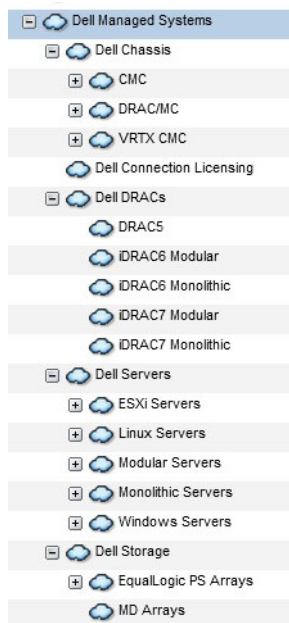 Dell Managed Systems
Dell Chassis
CMC
DRAC/MC
VRTX CMC
Dell Connection Licensing
Dell DRACs
DRAC5
iDRAC6 Modular
iDRAC6 Monolithic
iDRAC7 Modular
iDRAC7 Monolithic
Dell Servers
ESXi Servers
Linux Servers
Modular Servers
Monolithic Servers
Windows Servers
Dell Storage
EqualLogic PS Arrays
MD Arrays